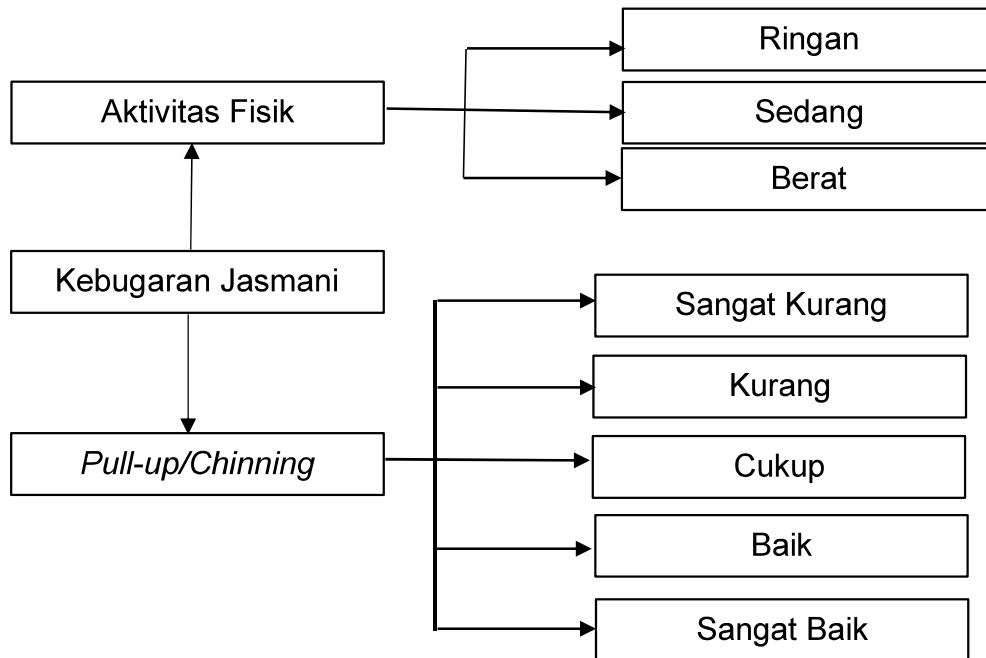 Ringan
Aktivitas Fisik
Sedang
Berat
Kebugaran Jasmani
Sangat Kurang
Kurang
Pull-up/Chinning
Cukup
Baik
Sangat Baik